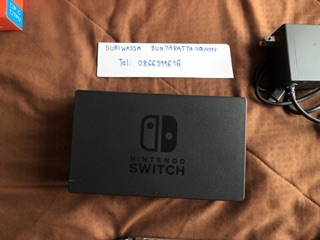 SURIWASSA BUNYARATTANANON
Tel: 0866599616
NINTENDO
SWITCH